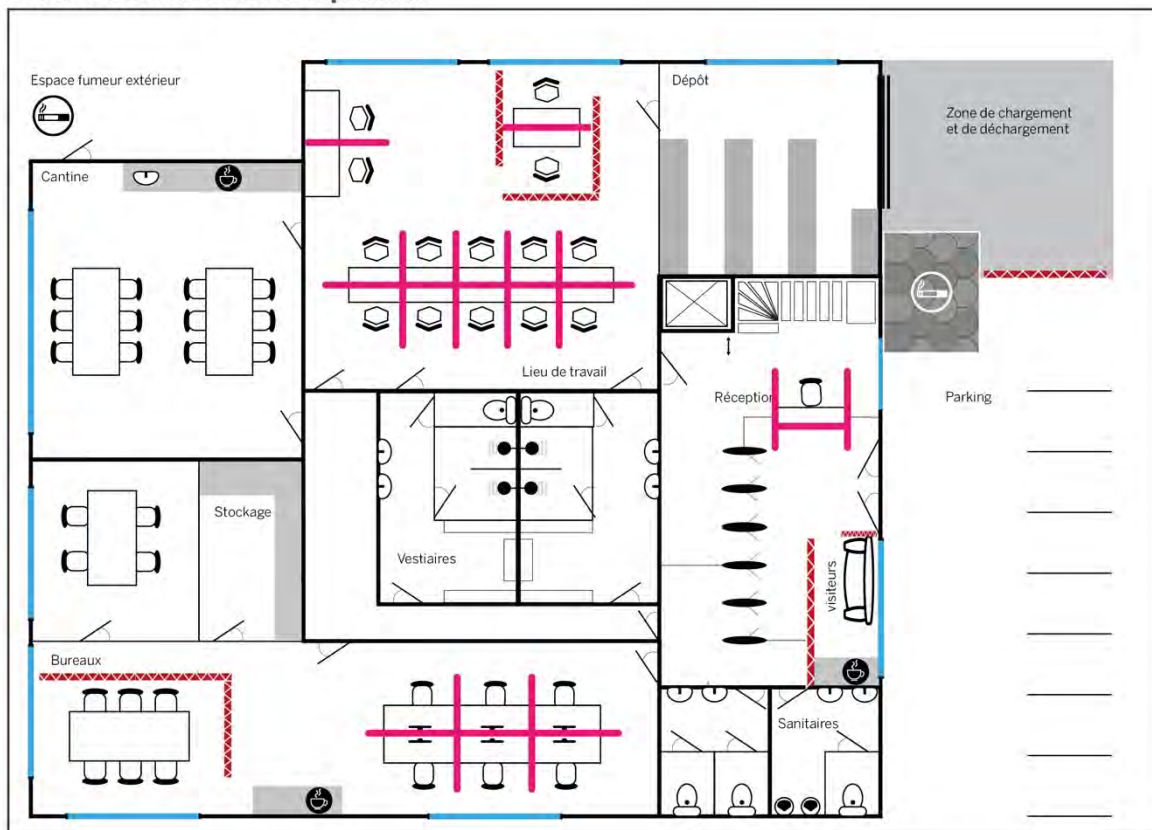 Espace fumeur extérieur
Dépôt
Zone de chargement
et de déchargement
Cantine
Lieu de travail
Réception
Parking
Stockage
Vestiaires
visiteurs
Bureaux
Sanitaires